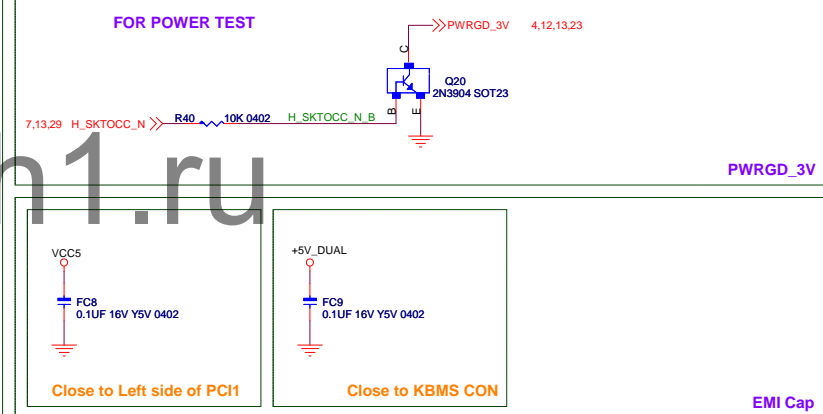 FOR POWER TEST
PWRGD_3V 4,12,13,23
C
Q20
2N3904 SOT23
B
E
7,13,29 H_SKTOCC_N
R40 10K 0402
H_SKTOCC_N_B
PWRGD_3V
n1.ru
VCC5
FC8
0.1UF 16V Y5V 0402
Close to Left side of PCI1
+5V_DUAL
FC9
0.1UF 16V Y5V 0402
Close to KBMS CON
EMI Cap